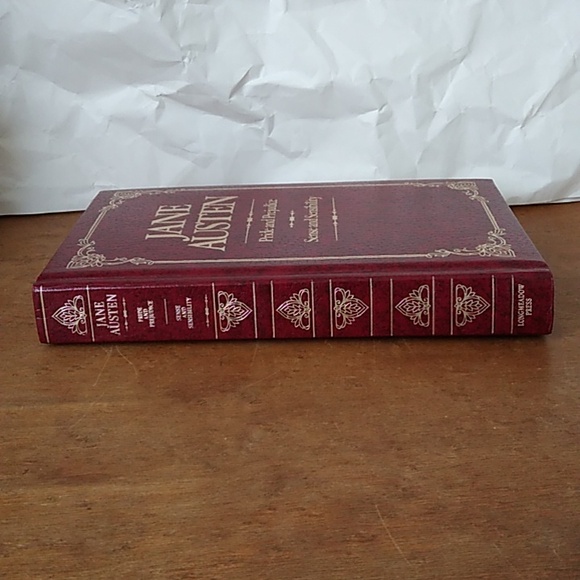 JANE
AUSTEN
Pride and Prejudice
Sense and Sensibility
JANE
AUSTEN
PRIDE
AND
PREJUDICE
SENSE
AND
SENSIBILITY
LONGMEADOW
PRESS